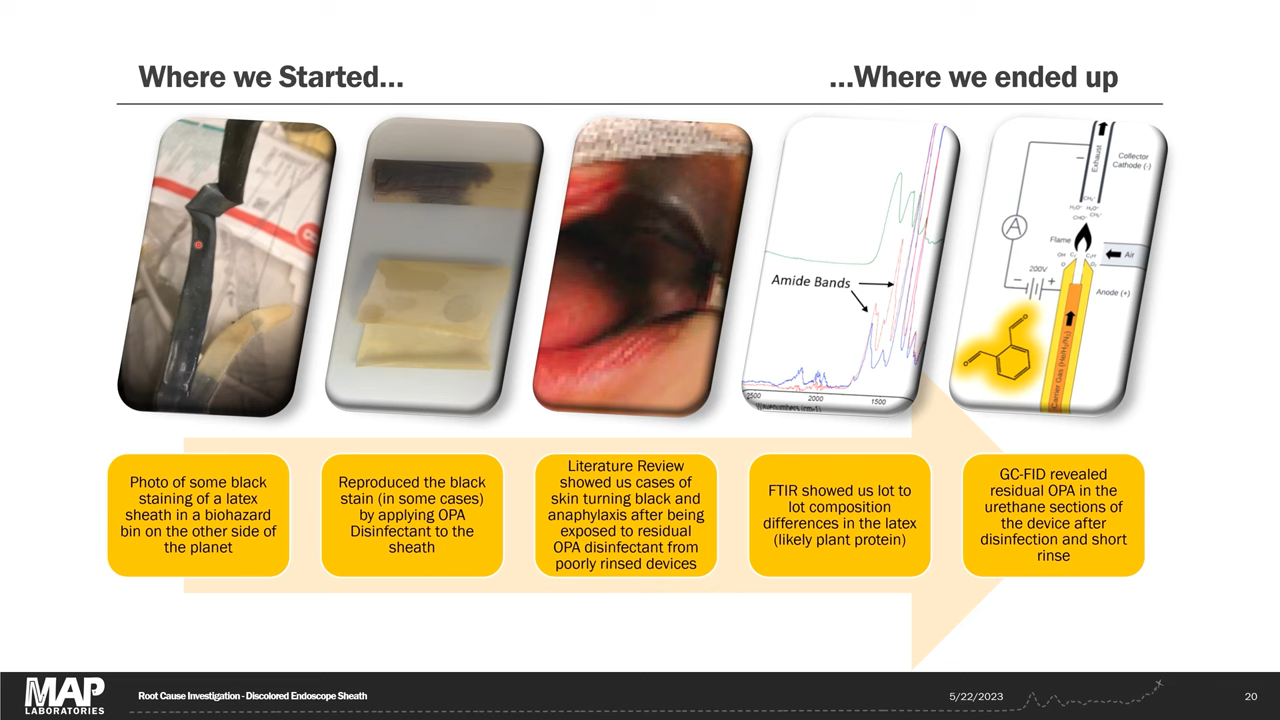 Where we Started...
...Where we ended up
Amide Bands
2500
2000
1500
Exhaust
Collector
Cathode (-)
A
Flame
Air
200V
Anode (+)
Carrier Gas (He/H₂/N₂)
Photo of some black
staining of a latex
sheath in a biohazard
bin on the other side of
the planet
Reproduced the black
stain (in some cases)
by applying OPA
Disinfectant to the
sheath
Literature Review
showed us cases of
skin turning black and
anaphylaxis after being
exposed to residual
OPA disinfectant from
poorly rinsed devices
FTIR showed us lot to
lot composition
differences in the latex
(likely plant protein)
GC-FID revealed
residual OPA in the
urethane sections of
the device after
disinfection and short
rinse
MAP
LABORATORIES
Root Cause Investigation - Discolored Endoscope Sheath
5/22/2023
20